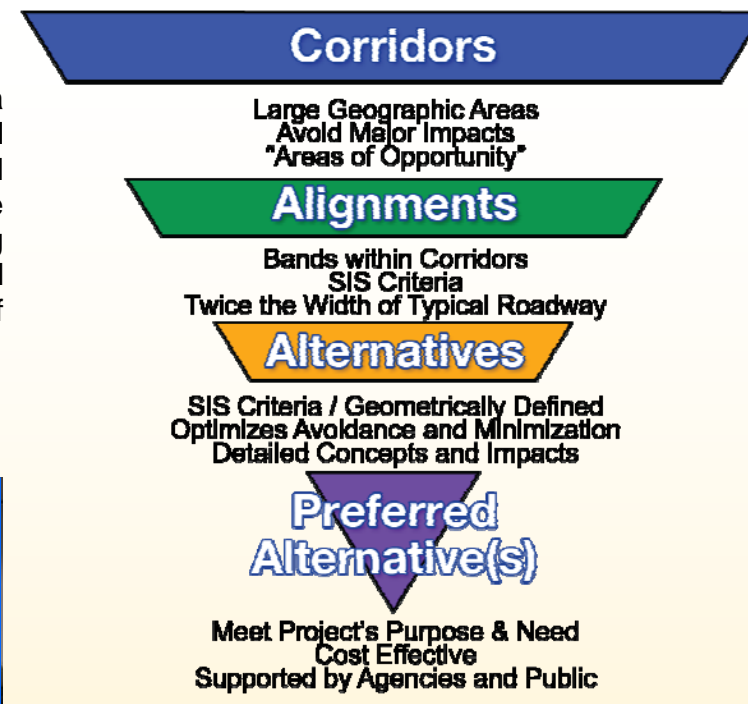 Corridors
Large Geographic Areas
Avoid Major Impacts
"Areas of Opportunity"
Alignments
Bands within Corridors
SIS Criteria
Twice the Width of Typical Roadway
Alternatives
SIS Criteria / Geometrically Defined
Optimizes Avoidance and Minimization
Detailed Concepts and Impacts
Preferred
Alternative(s)
Meet Project's Purpose & Need
Cost Effective
Supported by Agencies and Public